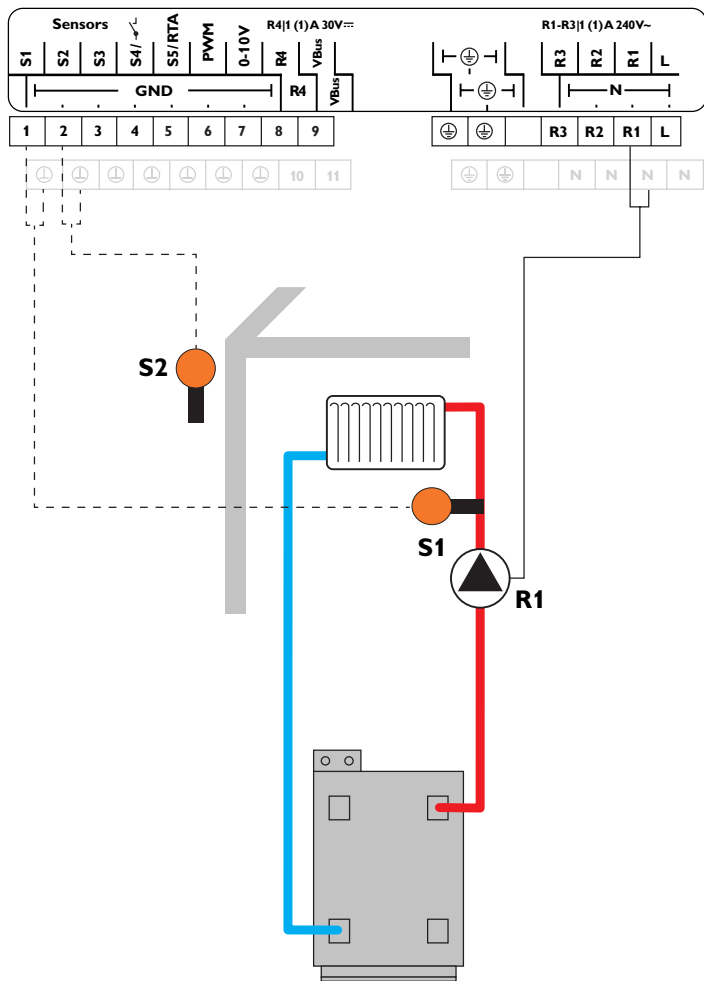 Sensors R4|1 (1) A 30V⎓ R1-R3|1 (1) A 240V~
S1 S2 S3 S4/ S5/RTA PWM 0-10V R4 VBus R3 R2 R1 L
GND R4 VBus N
1 2 3 4 5 6 7 8 9 R3 R2 R1 L
10 11 N N N N
S2
S1
R1